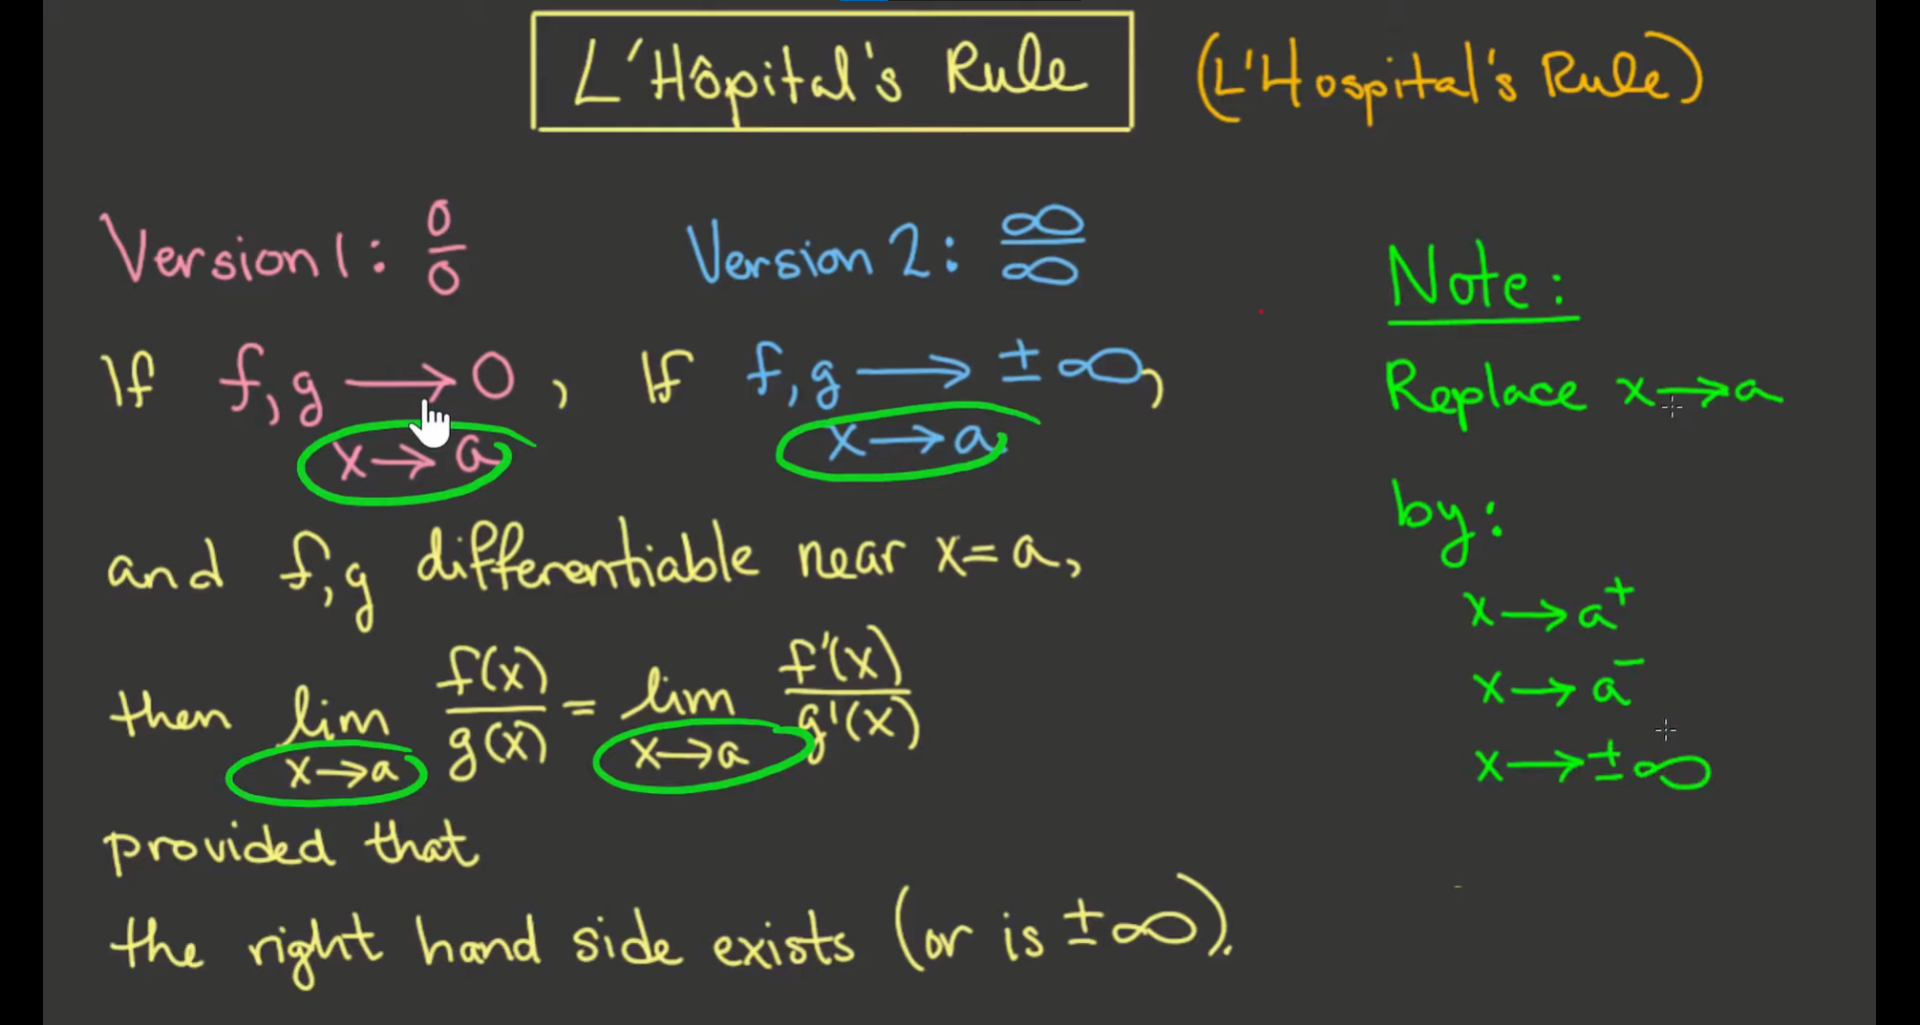 L'Hôpital's Rule (L'Hospital's Rule)
Version 1: 0/0
Version 2: ∞/∞
If f,g → 0, If f,g → ±∞,
x→a x→a
and f,g differentiable near x=a,
then lim x→a f(x)/g(x) = lim x→a f'(x)/g'(x)
provided that
the right hand side exists (or is ±∞).
Note:
Replace x→a
by:
x→a⁺
x→a⁻
x→±∞